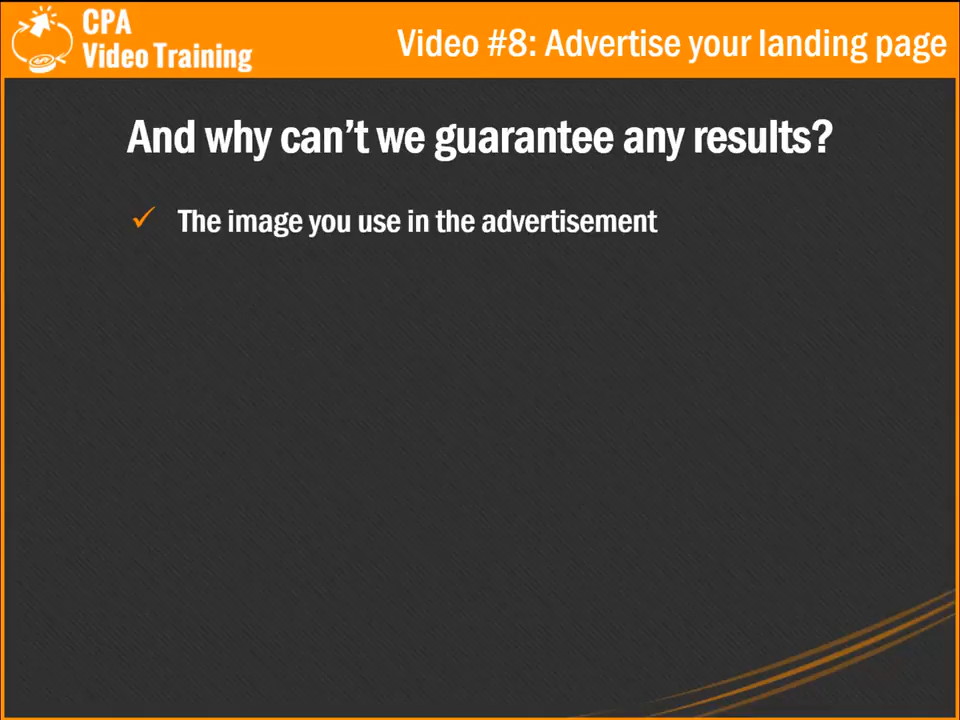 CPA
Video Training
Video #8: Advertise your landing page
And why can’t we guarantee any results?
✓ The image you use in the advertisement